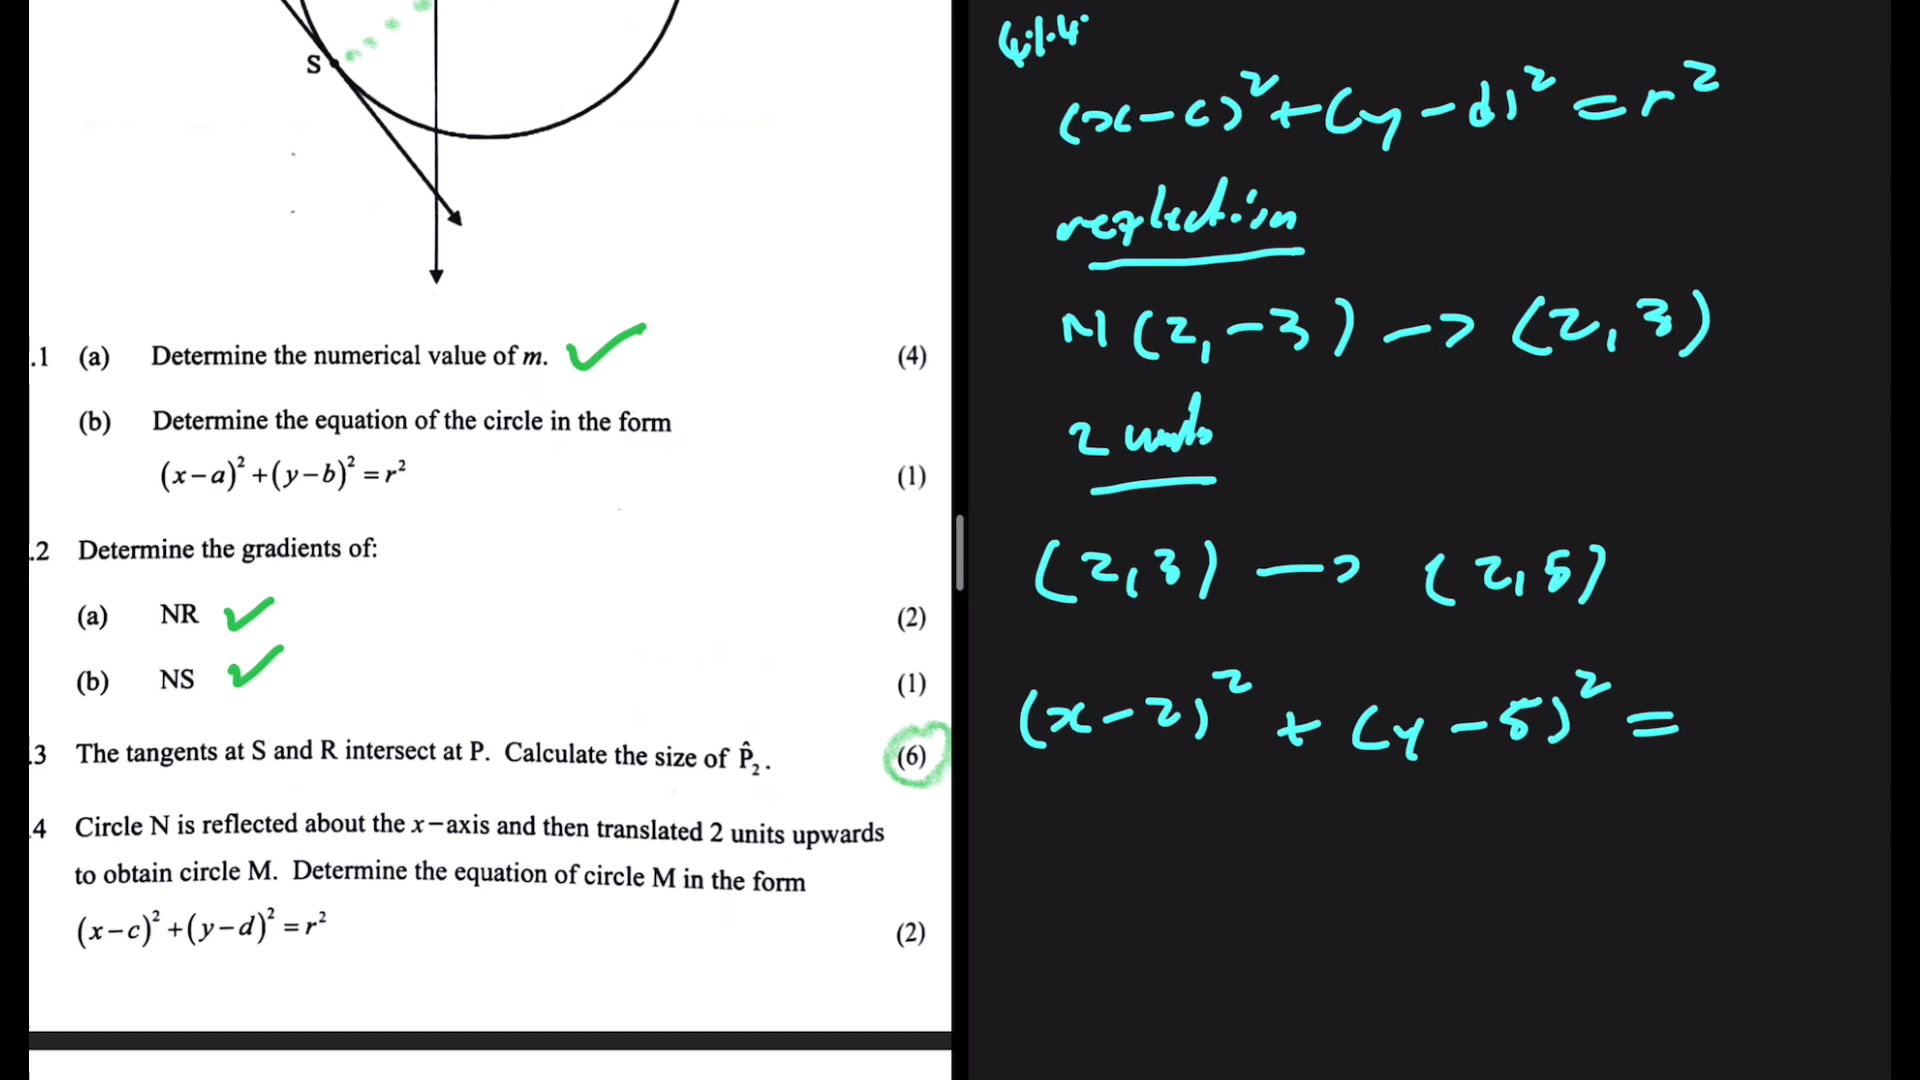 S
.1 (a) Determine the numerical value of m. (4)
(b) Determine the equation of the circle in the form
(x−a)²+(y−b)²=r² (1)
.2 Determine the gradients of:
(a) NR (2)
(b) NS (1)
.3 The tangents at S and R intersect at P. Calculate the size of P̂₂. (6)
.4 Circle N is reflected about the x−axis and then translated 2 units upwards
to obtain circle M. Determine the equation of circle M in the form
(x−c)²+(y−d)²=r² (2)
4.1.4
(x−c)²+(y−d)²=r²
reflection
N(2,−3) −> (2,3)
2 units
(2,3) −> (2,5)
(x−2)² + (y−5)² =